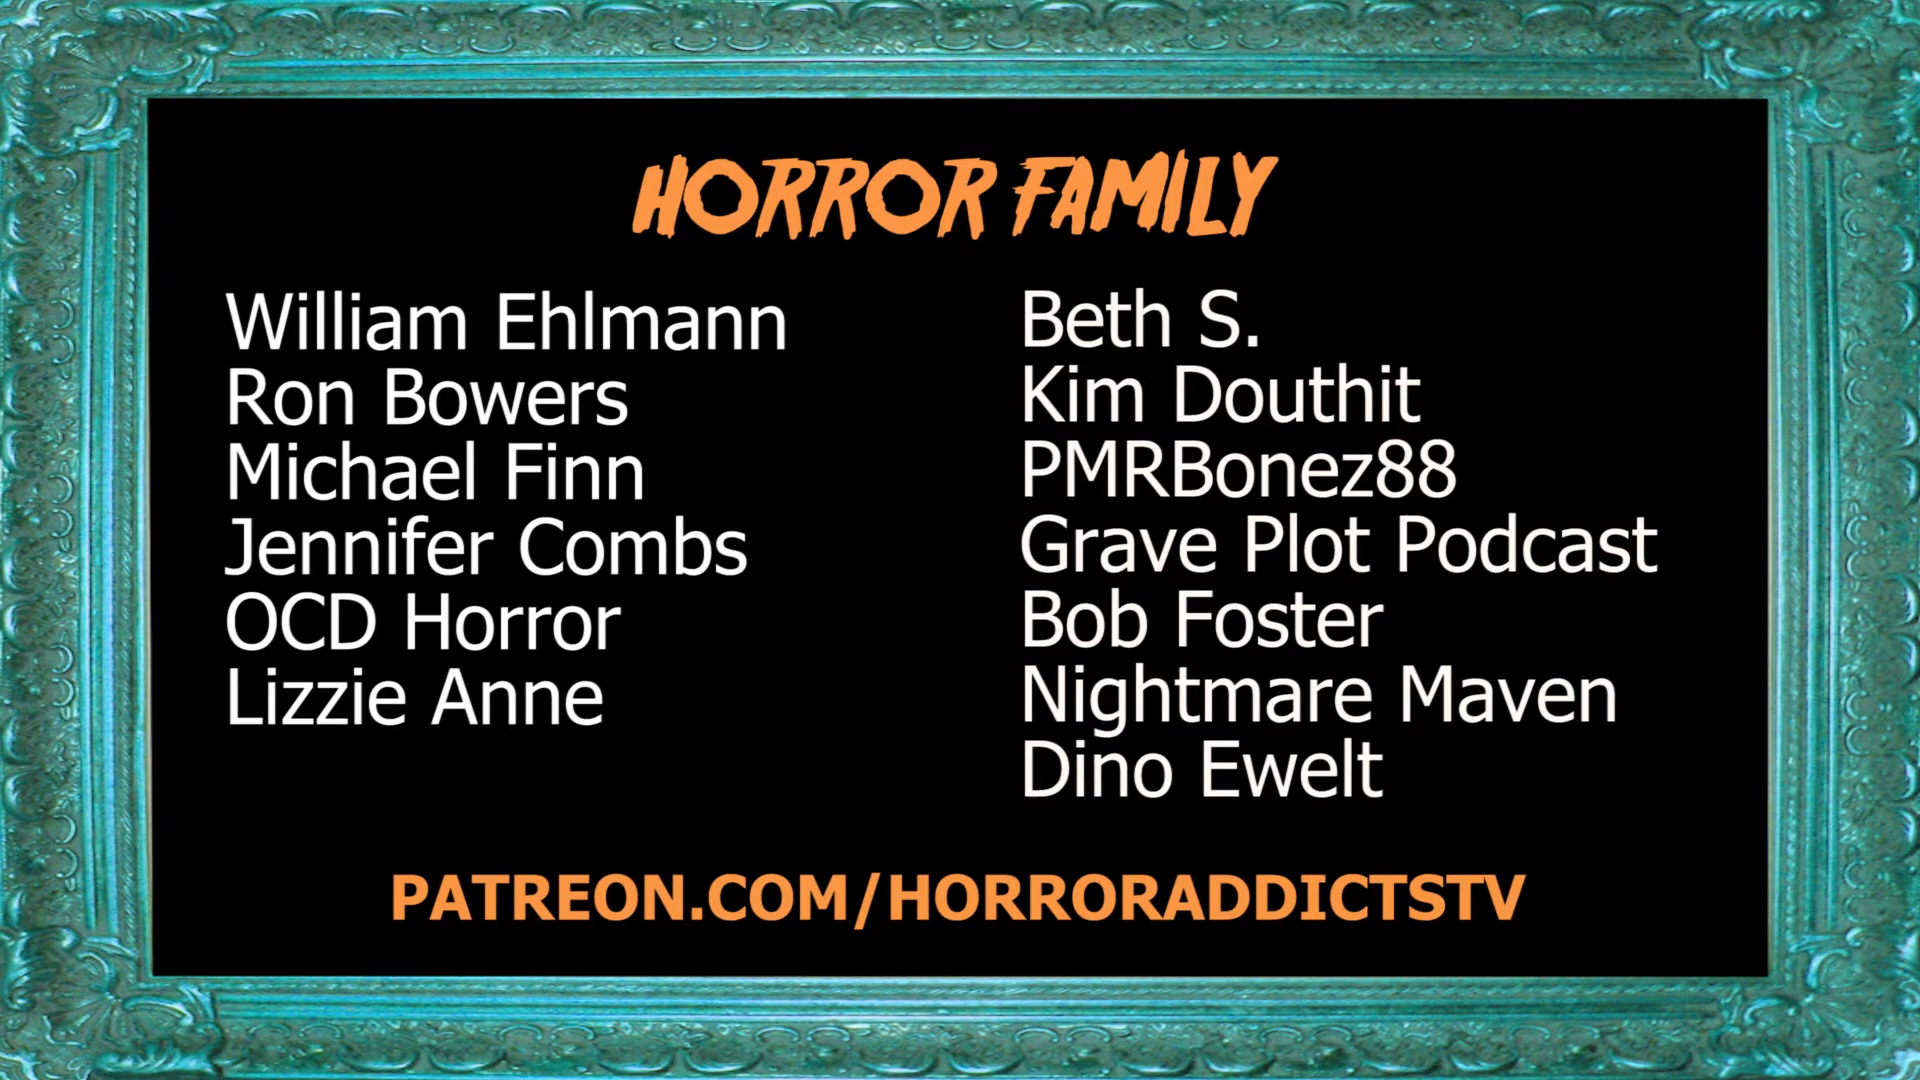 HORROR FAMILY
William Ehlmann
Ron Bowers
Michael Finn
Jennifer Combs
OCD Horror
Lizzie Anne
Beth S.
Kim Douthit
PMRBonez88
Grave Plot Podcast
Bob Foster
Nightmare Maven
Dino Ewelt
PATREON.COM/HORRORADDICTSTV